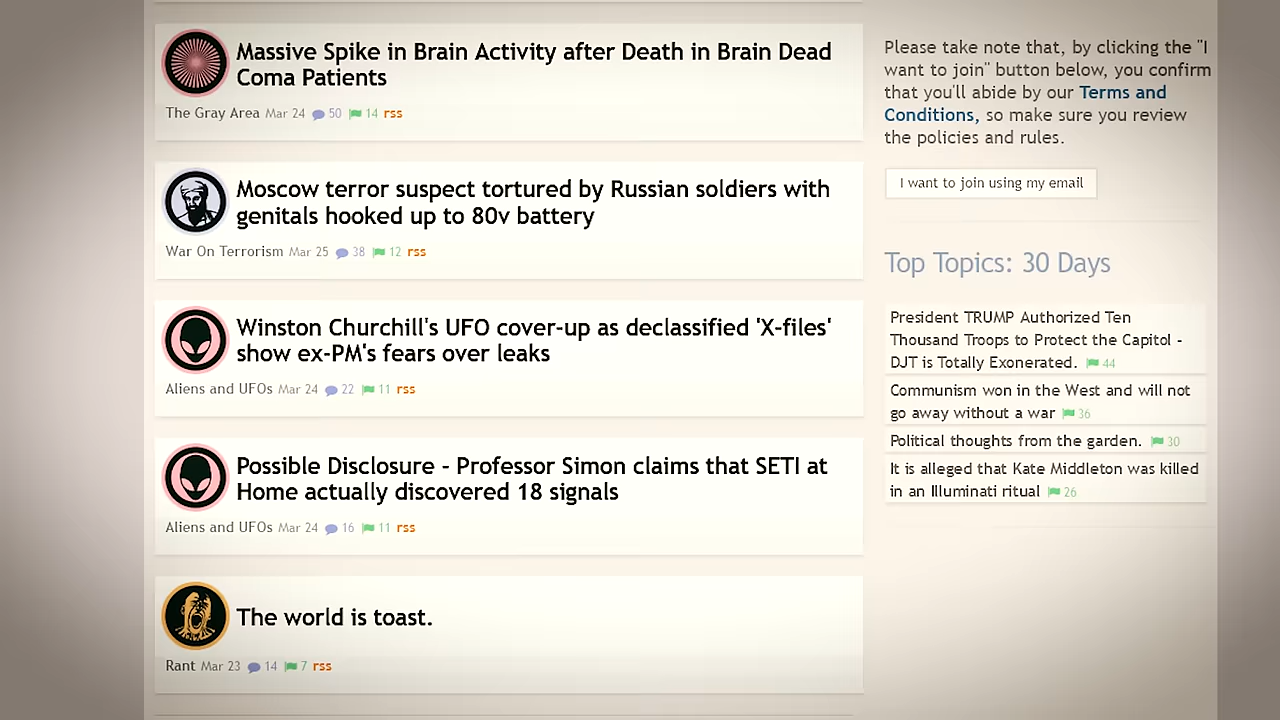 Massive Spike in Brain Activity after Death in Brain Dead
Coma Patients
The Gray Area Mar 24 50 14 rss
Moscow terror suspect tortured by Russian soldiers with
genitals hooked up to 80v battery
War On Terrorism Mar 25 38 12 rss
Winston Churchill's UFO cover-up as declassified 'X-files'
show ex-PM's fears over leaks
Aliens and UFOs Mar 24 22 11 rss
Possible Disclosure - Professor Simon claims that SETI at
Home actually discovered 18 signals
Aliens and UFOs Mar 24 16 11 rss
The world is toast.
Rant Mar 23 14 7 rss
Please take note that, by clicking the "I
want to join" button below, you confirm
that you'll abide by our Terms and
Conditions, so make sure you review
the policies and rules.
I want to join using my email
Top Topics: 30 Days
President TRUMP Authorized Ten
Thousand Troops to Protect the Capitol -
DJT is Totally Exonerated. 44
Communism won in the West and will not
go away without a war 36
Political thoughts from the garden. 30
It is alleged that Kate Middleton was killed
in an Illuminati ritual 26